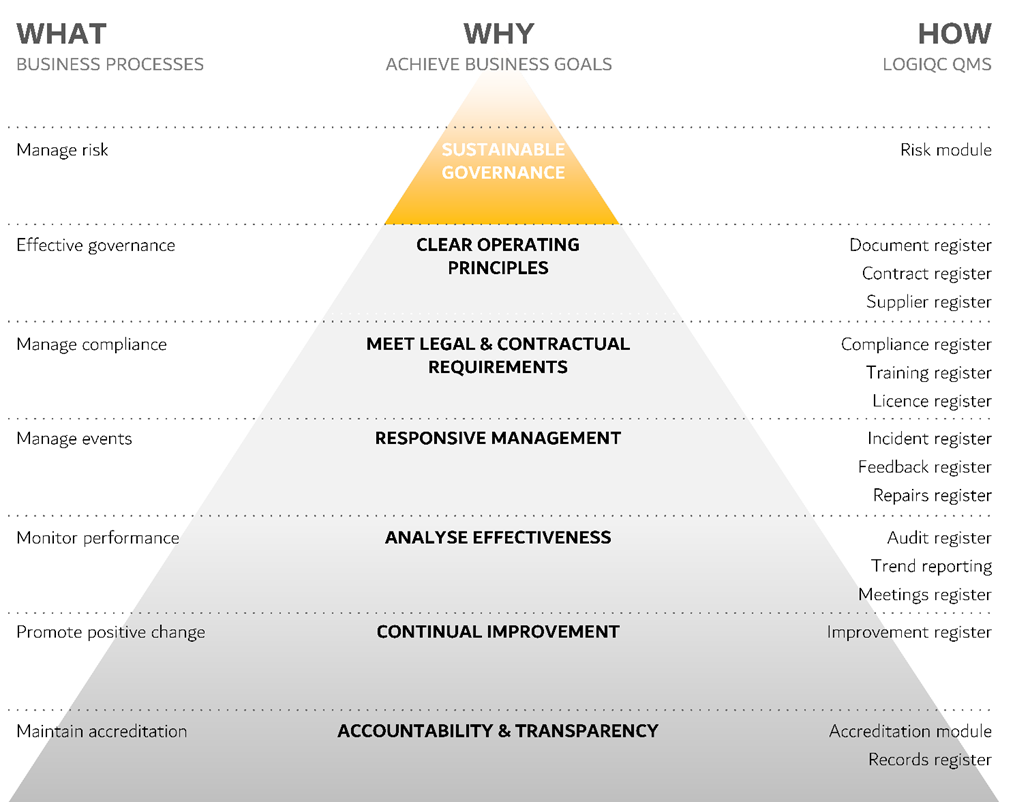 WHAT
BUSINESS PROCESSES
WHY
ACHIEVE BUSINESS GOALS
HOW
LOGIQC QMS
Manage risk
SUSTAINABLE
GOVERNANCE
Risk module
Effective governance
CLEAR OPERATING
PRINCIPLES
Document register
Contract register
Supplier register
Manage compliance
MEET LEGAL & CONTRACTUAL
REQUIREMENTS
Compliance register
Training register
Licence register
Manage events
RESPONSIVE MANAGEMENT
Incident register
Feedback register
Repairs register
Monitor performance
ANALYSE EFFECTIVENESS
Audit register
Trend reporting
Meetings register
Promote positive change
CONTINUAL IMPROVEMENT
Improvement register
Maintain accreditation
ACCOUNTABILITY & TRANSPARENCY
Accreditation module
Records register